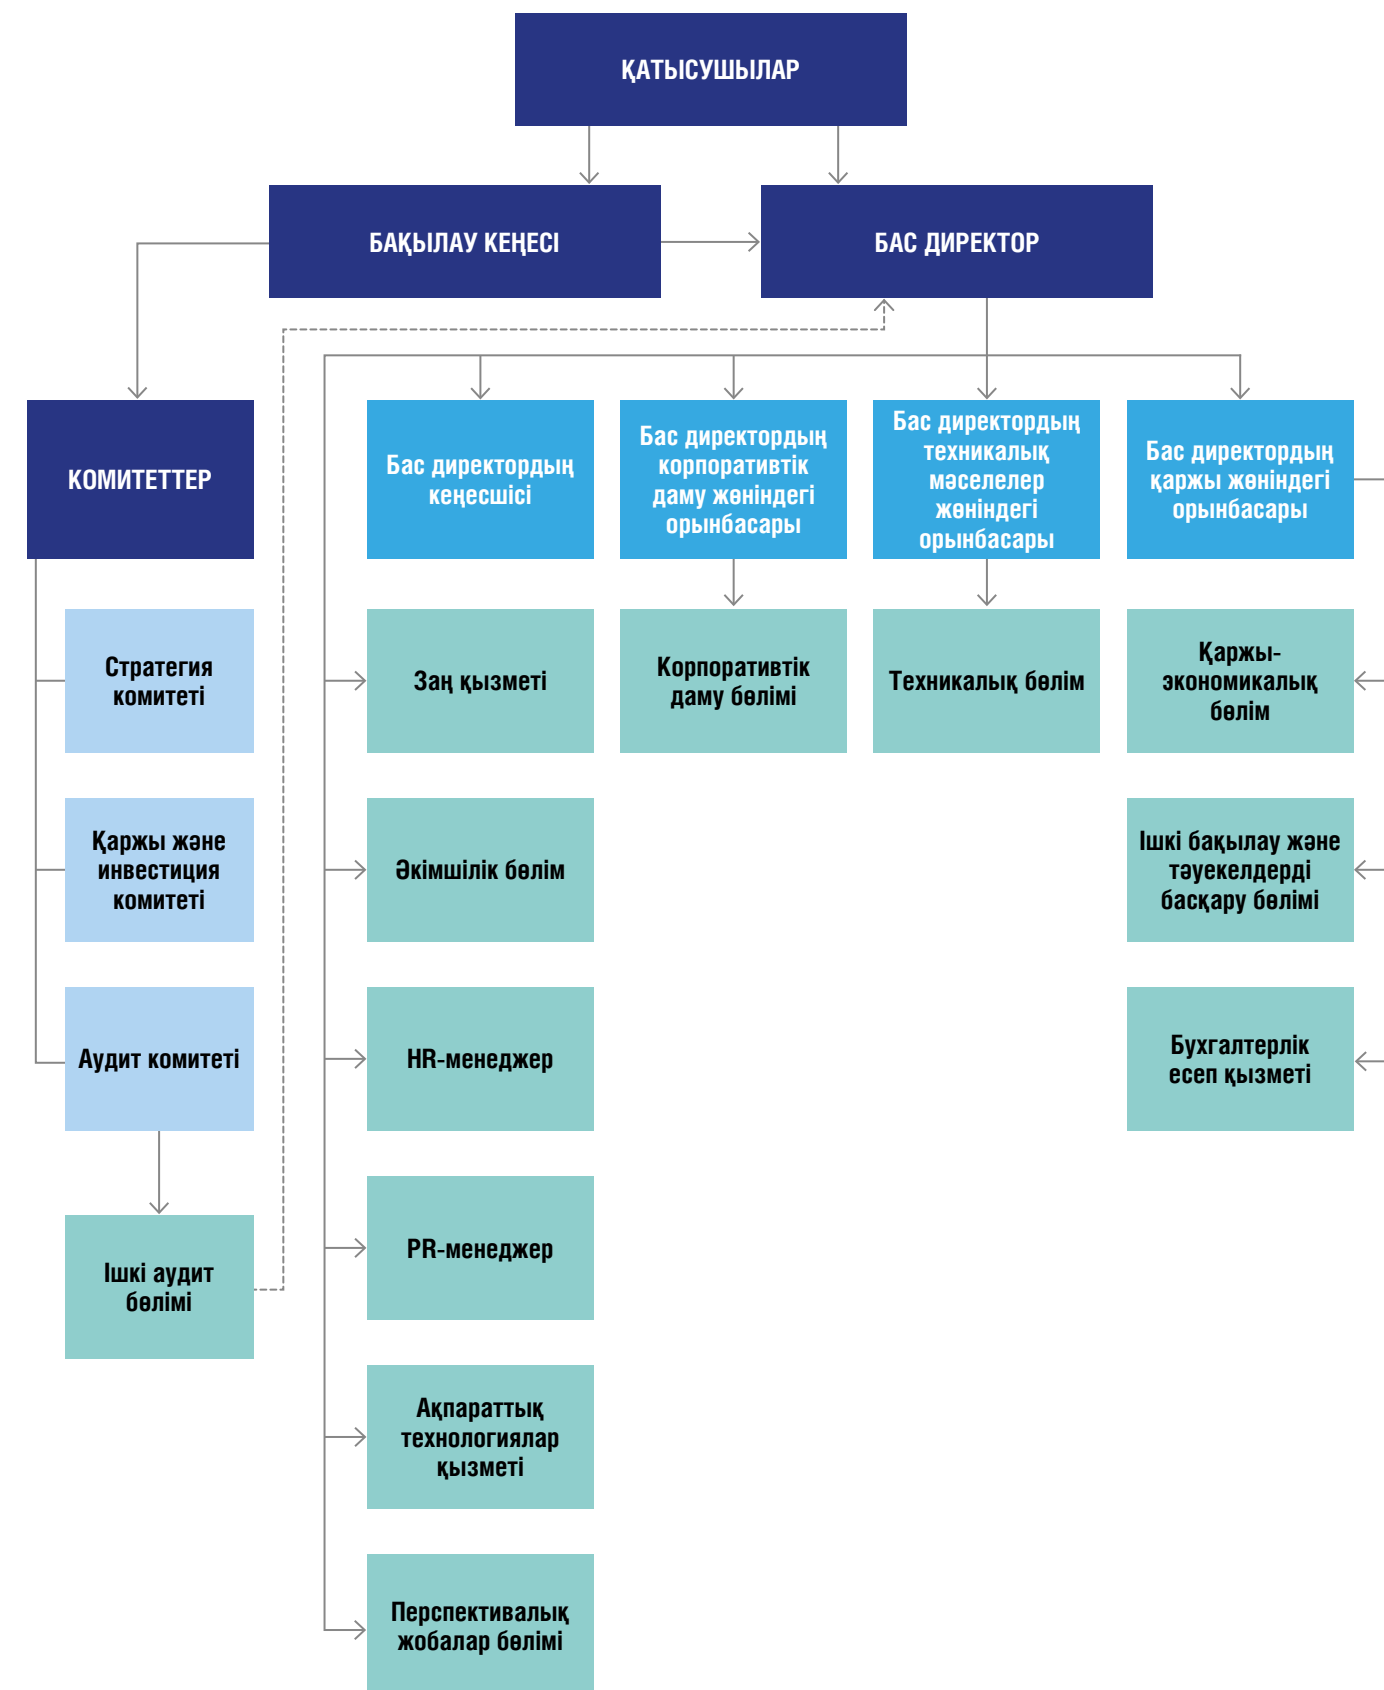 ҚАТЫСУШЫЛАР
БАҚЫЛАУ КЕҢЕСІ
БАС ДИРЕКТОР
КОМИТЕТТЕР
Бас директордың
кеңесшісі
Бас директордың
корпоративтік
даму жөніндегі
орынбасары
Бас директордың
техникалық
мәселелер
жөніндегі
орынбасары
Бас директордың
қаржы жөніндегі
орынбасары
Стратегия
комитеті
Заң қызметі
Корпоративтік
даму бөлімі
Техникалық бөлім
Қаржы-
экономикалық
бөлім
Қаржы және
инвестиция
комитеті
Әкімшілік бөлім
Ішкі бақылау және
тәуекелдерді
басқару бөлімі
Аудит комитеті
HR-менеджер
Бухгалтерлік
есеп қызметі
Ішкі аудит
бөлімі
PR-менеджер
Ақпараттық
технологиялар
қызметі
Перспективалық
жобалар бөлімі